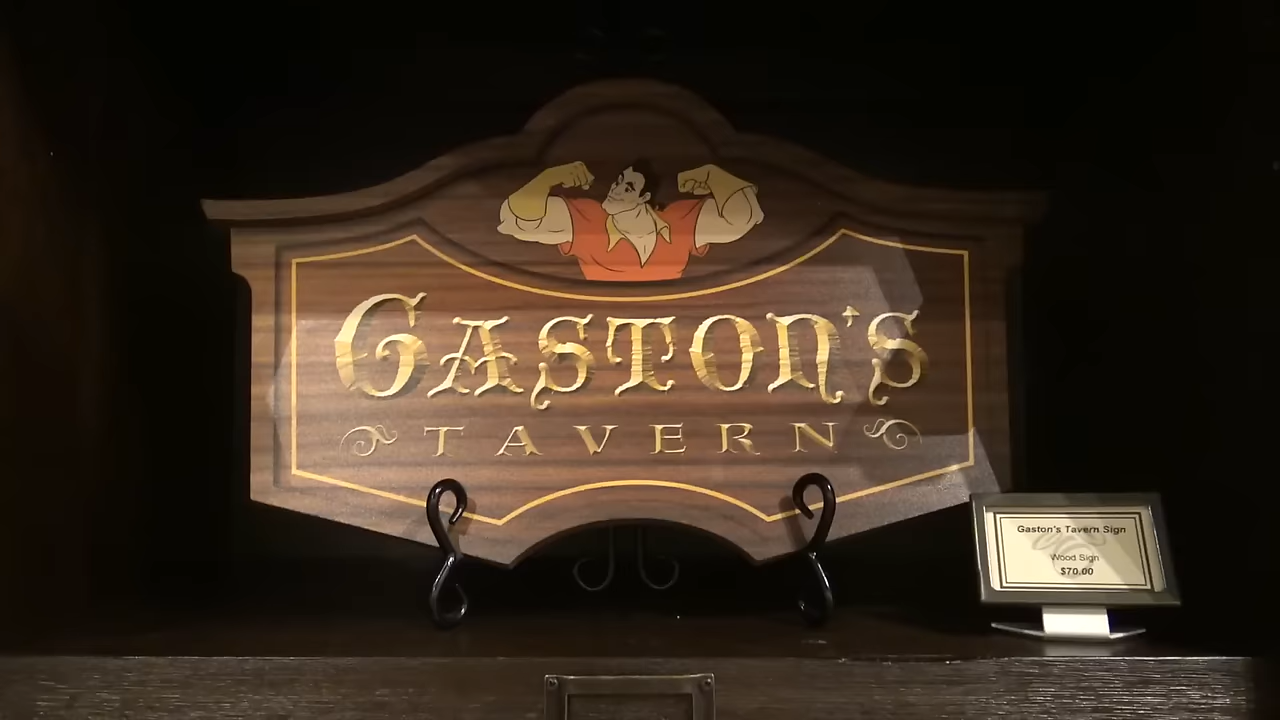 GASTON'S
TAVERN
Gaston's Tavern Sign
Wood Sign
$70.00